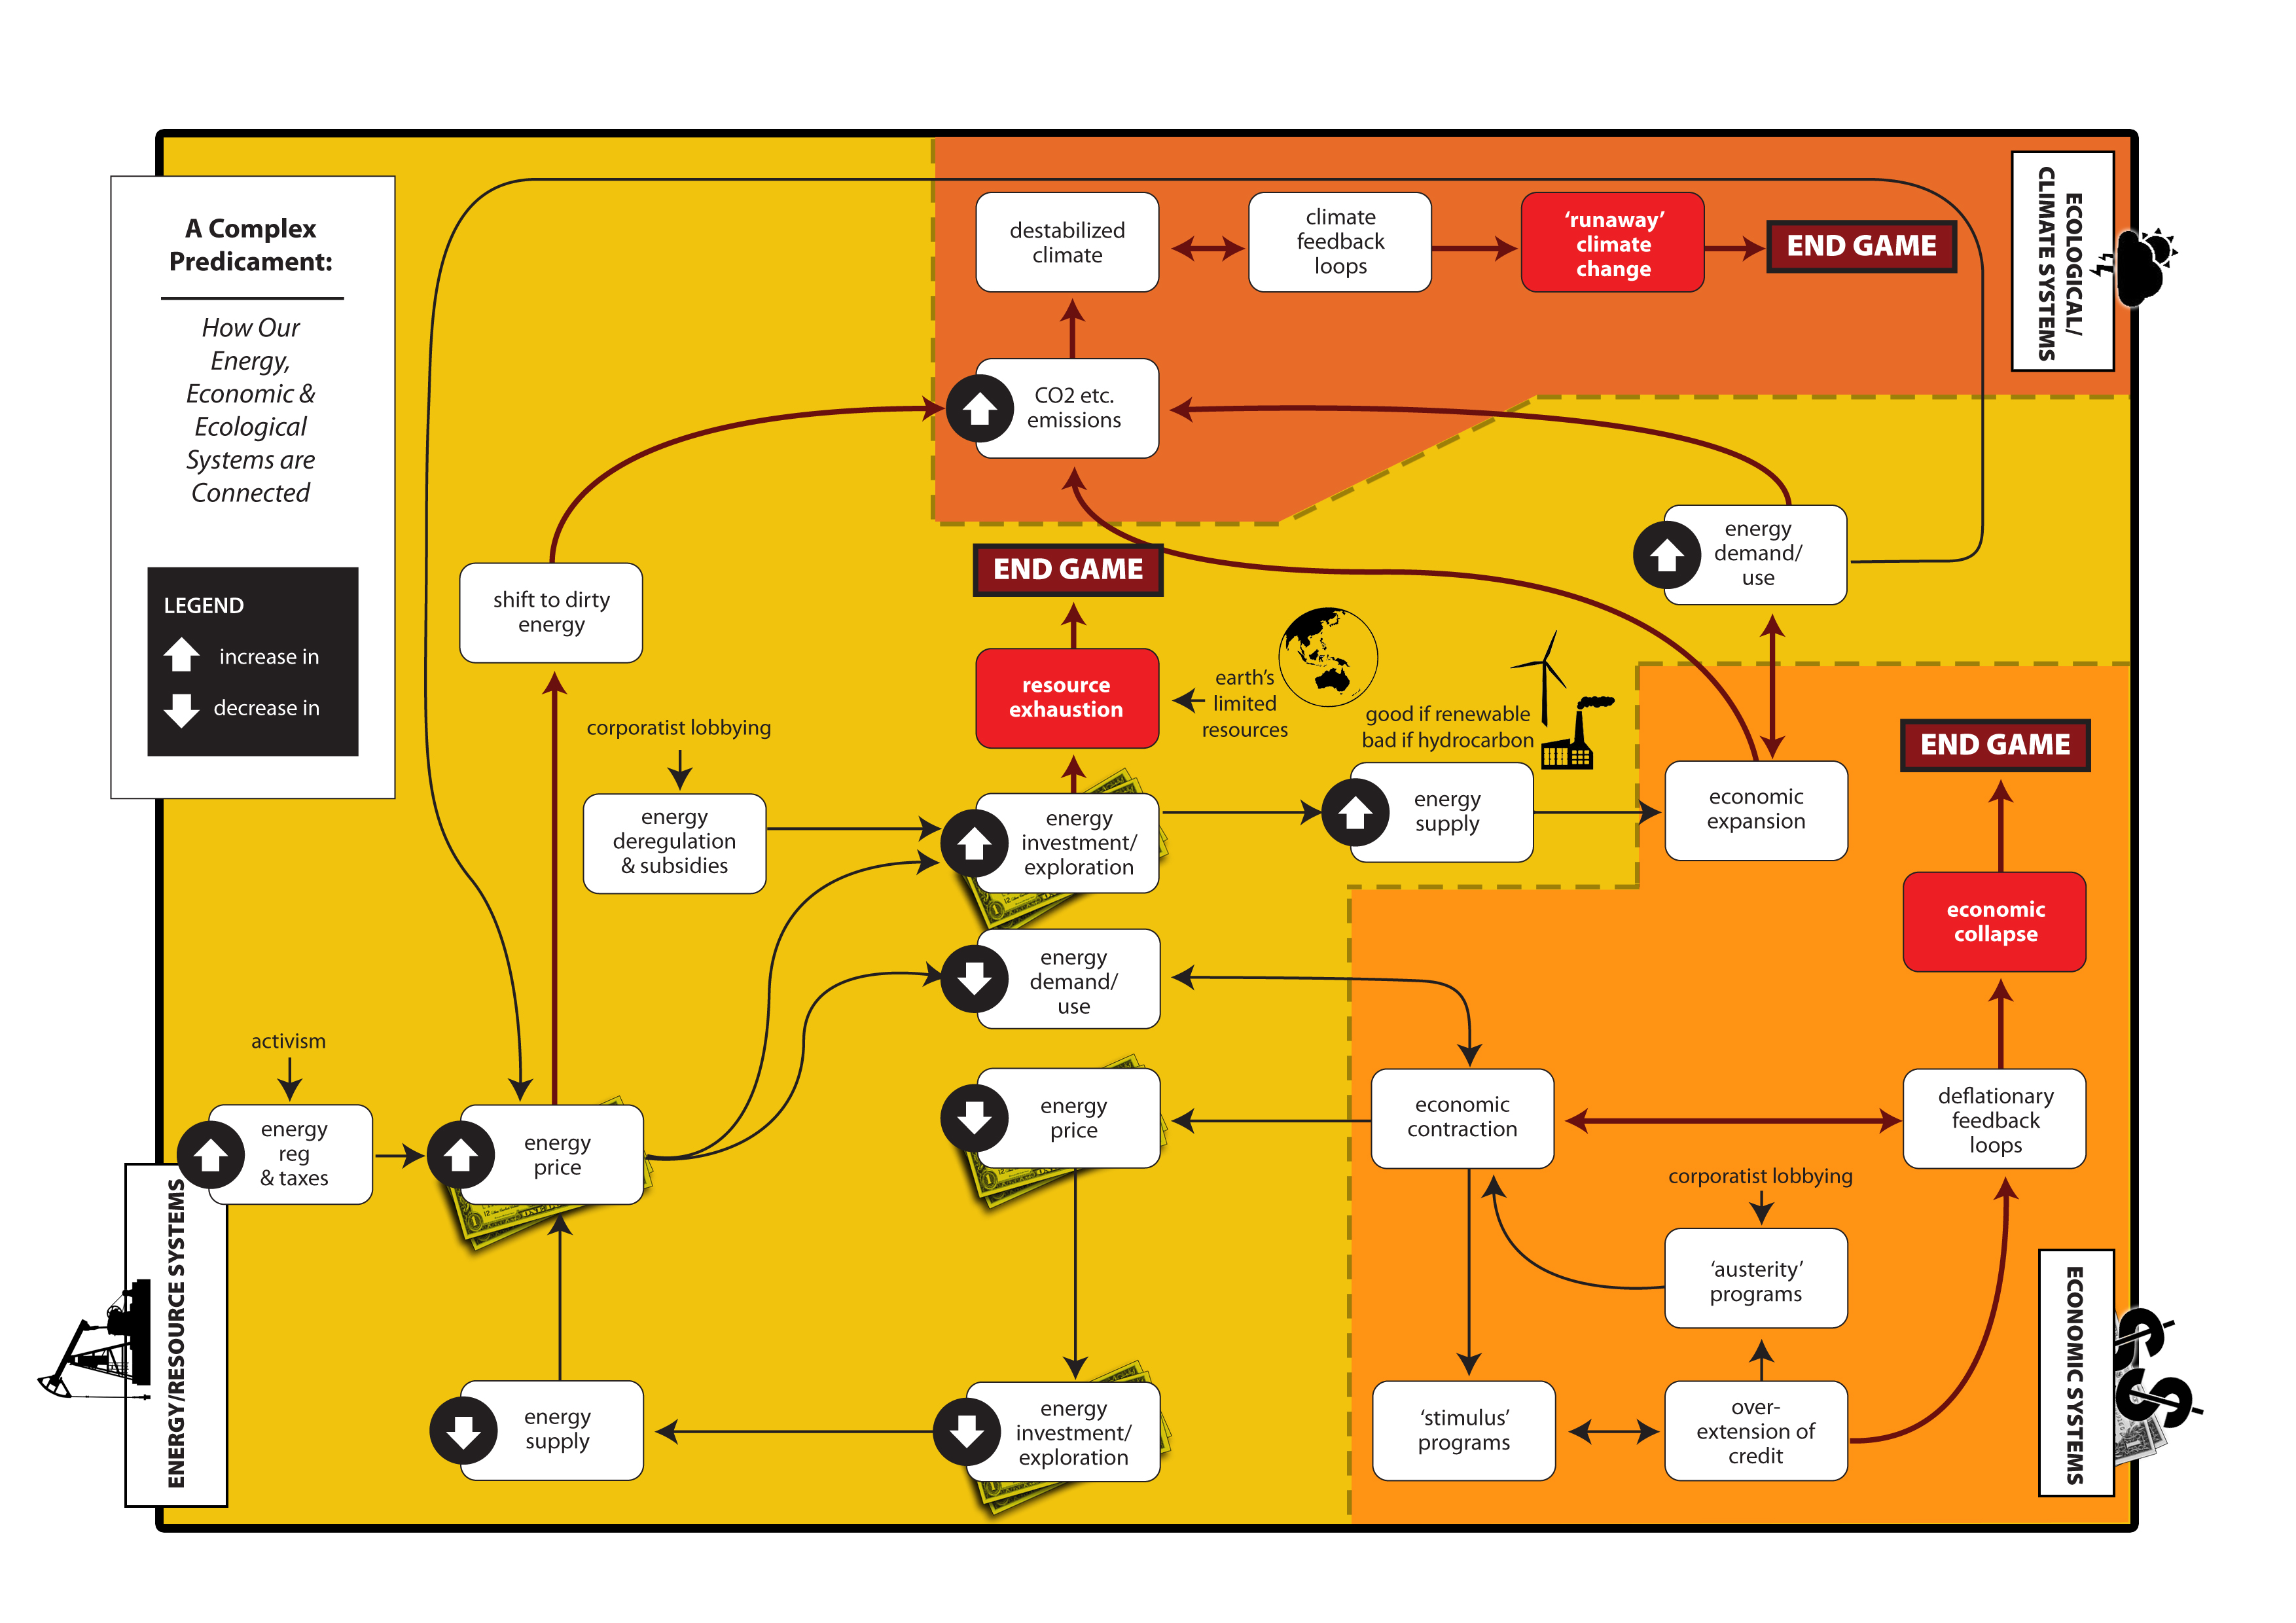 A Complex
Predicament:
How Our
Energy,
Economic &
Ecological
Systems are
Connected
LEGEND
increase in
decrease in
ECOLOGICAL/
CLIMATE SYSTEMS
destabilized
climate
climate
feedback
loops
‘runaway’
climate
change
END GAME
CO2 etc.
emissions
END GAME
energy
demand/
use
shift to dirty
energy
resource
exhaustion
earth’s
limited
resources
good if renewable
bad if hydrocarbon
corporatist lobbying
END GAME
energy
deregulation
& subsidies
energy
investment/
exploration
energy
supply
economic
expansion
economic
collapse
energy
demand/
use
activism
energy
reg
& taxes
energy
price
energy
price
economic
contraction
deflationary
feedback
loops
corporatist lobbying
‘austerity’
programs
ENERGY/RESOURCE SYSTEMS
ECONOMIC SYSTEMS
energy
supply
energy
investment/
exploration
‘stimulus’
programs
over-
extension of
credit